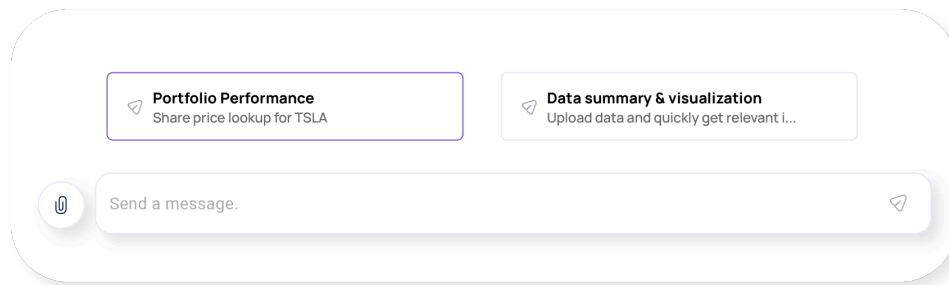 Portfolio Performance
Share price lookup for TSLA
Data summary & visualization
Upload data and quickly get relevant i...
Send a message.